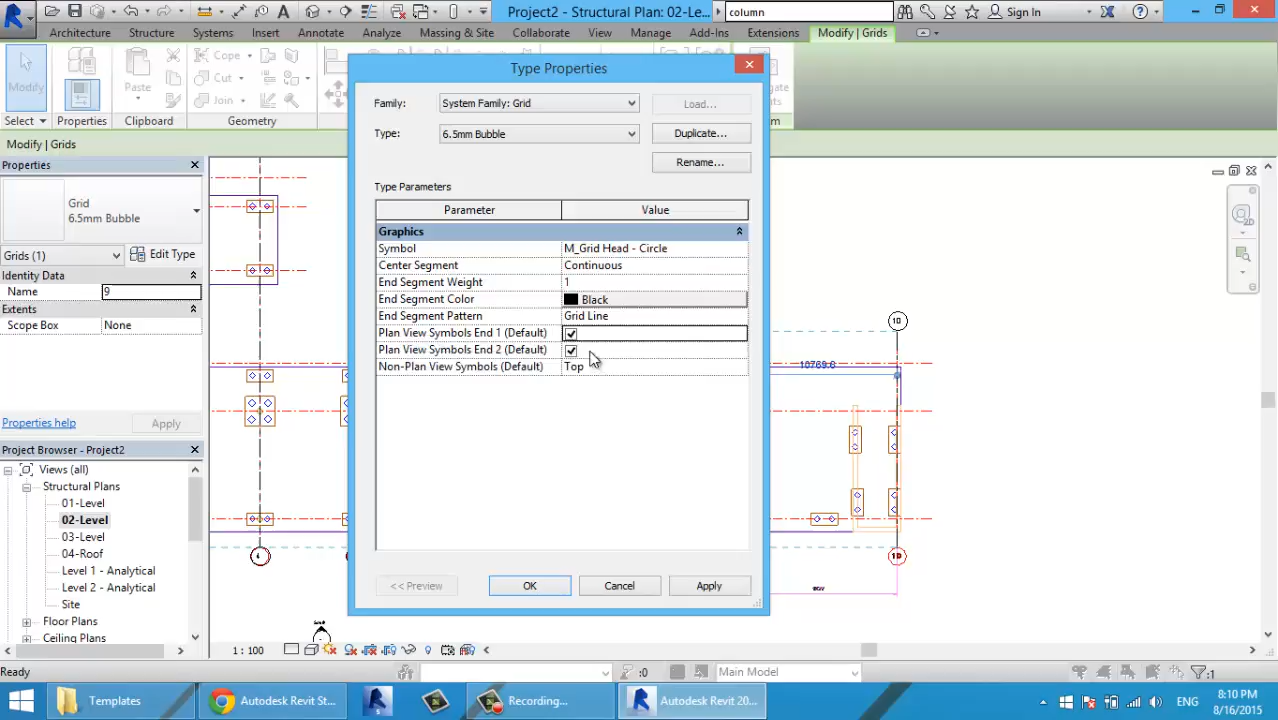 Project2 - Structural Plan: 02-Le...
column
Sign In
Architecture
Structure
Systems
Insert
Annotate
Analyze
Massing & Site
Collaborate
View
Manage
Add-Ins
Extensions
Modify | Grids
Modify
Paste
Cope
Cut
Join
Select
Properties
Clipboard
Geometry
Modify | Grids
Properties
Grid
6.5mm Bubble
Grids (1)
Edit Type
Identity Data
Name
9
Extents
Scope Box
None
Properties help
Apply
Project Browser - Project2
Views (all)
Structural Plans
01-Level
02-Level
03-Level
04-Roof
Level 1 - Analytical
Level 2 - Analytical
Site
Floor Plans
Ceiling Plans
Type Properties
Family:
System Family: Grid
Load...
Type:
6.5mm Bubble
Duplicate...
Rename...
Type Parameters
Parameter
Value
Graphics
Symbol
M_Grid Head - Circle
Center Segment
Continuous
End Segment Weight
1
End Segment Color
Black
End Segment Pattern
Grid Line
Plan View Symbols End 1 (Default)
Plan View Symbols End 2 (Default)
Non-Plan View Symbols (Default)
Top
<< Preview
OK
Cancel
Apply
10
10769.6
10
1 : 100
Ready
:0
Main Model
:1
Templates
Autodesk Revit St...
Recording...
Autodesk Revit 20...
ENG
8:10 PM
8/16/2015